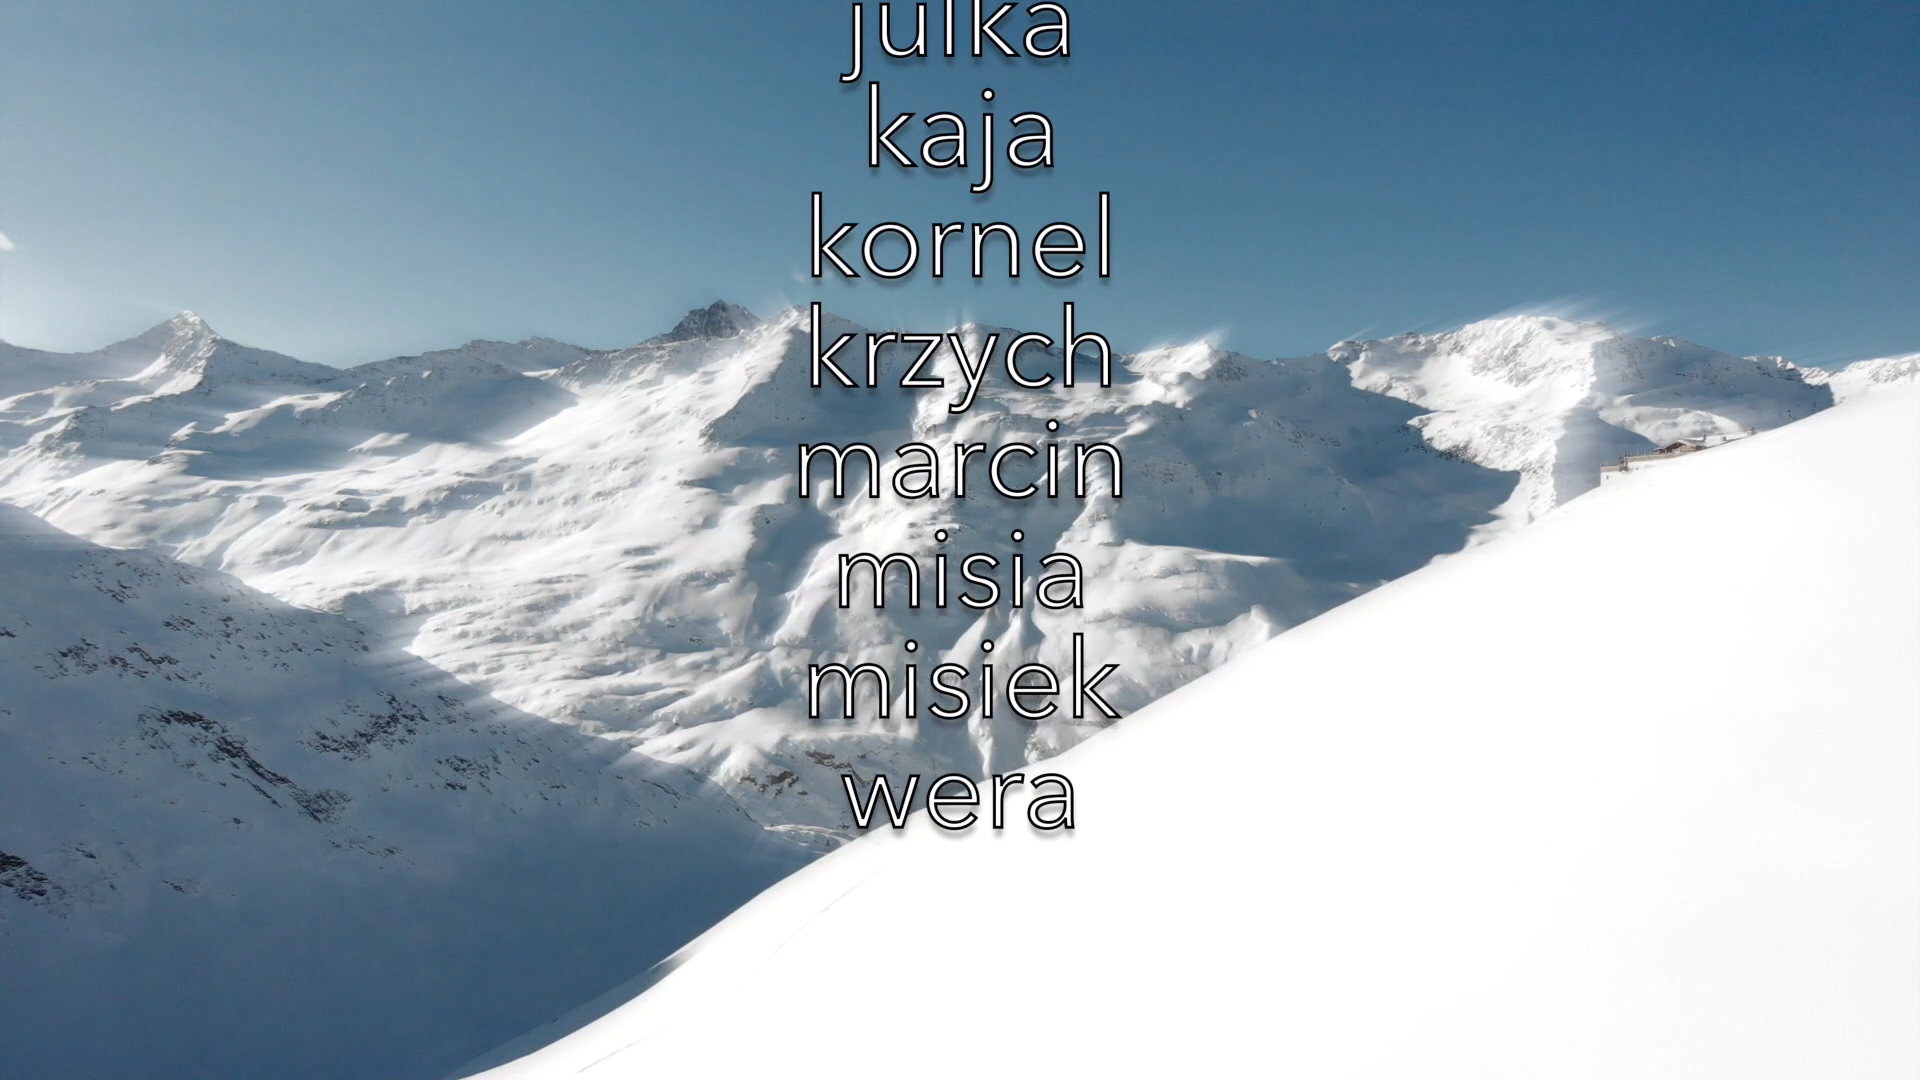 julka
kaja
kornel
krzych
marcin
misia
misiek
wera